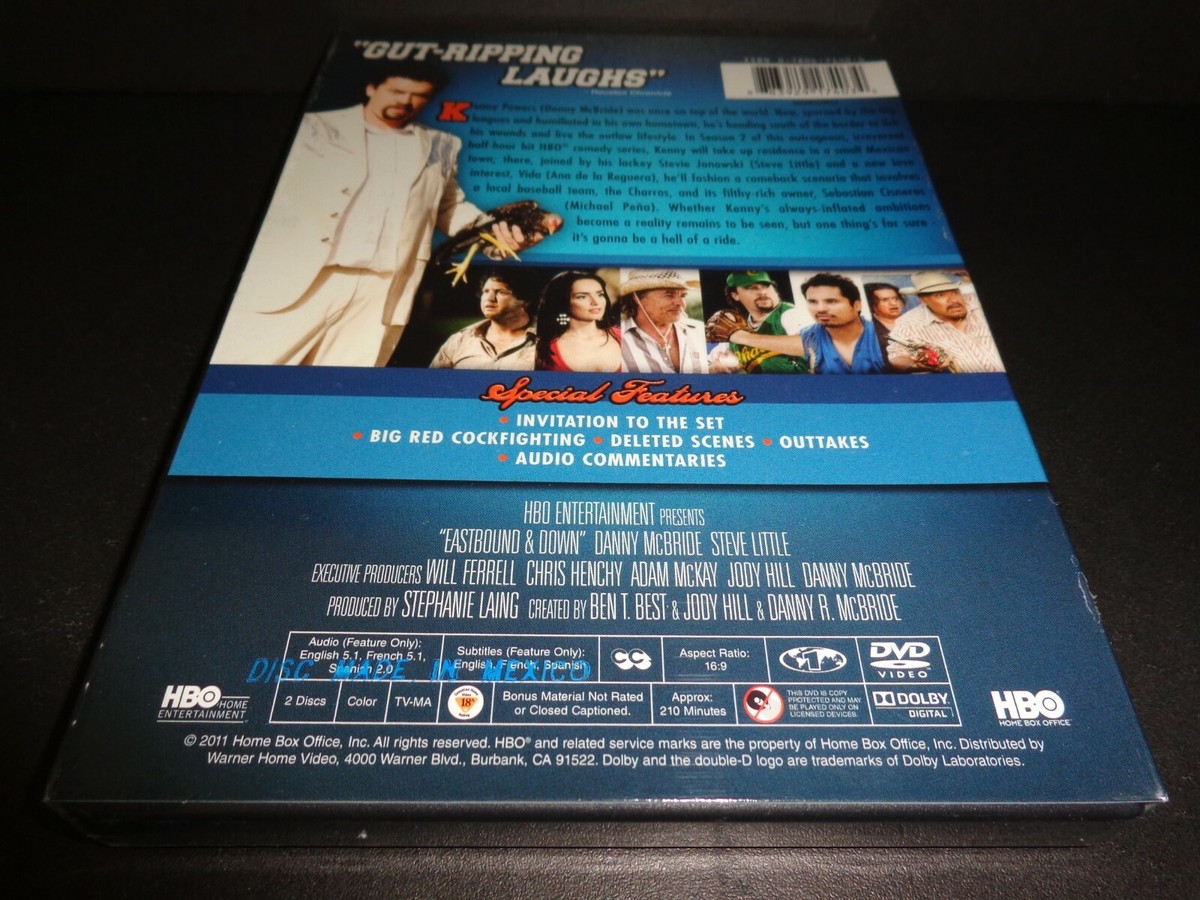 "GUT-RIPPING
LAUGHS"
Houston Chronicle
Kenny Powers (Danny McBride) was once on top of the world. Now, spurned by the big
leagues and humiliated in his own hometown, he's heading south of the border to lick
his wounds and live the outlaw lifestyle. In Season 2 of this outrageous, irreverent
half-hour hit HBO® comedy series, Kenny will take up residence in a small Mexican
town, there, joined by his lackey Stevie Janowski (Steve Little) and a new love
interest, Vida (Ana de la Reguera), he'll fashion a comeback scenario that involves
a local baseball team, the Charros, and its filthy-rich owner, Sebastian Cisneros
(Michael Peña). Whether Kenny's always-inflated ambitions
become a reality remains to be seen, but one thing's for sure
it's gonna be a hell of a ride.
Special Features
• INVITATION TO THE SET
• BIG RED COCKFIGHTING • DELETED SCENES • OUTTAKES
• AUDIO COMMENTARIES
HBO ENTERTAINMENT PRESENTS
"EASTBOUND & DOWN" DANNY McBRIDE STEVE LITTLE
EXECUTIVE PRODUCERS WILL FERRELL CHRIS HENCHY ADAM McKAY JODY HILL DANNY McBRIDE
PRODUCED BY STEPHANIE LAING CREATED BY BEN T. BEST & JODY HILL & DANNY R. McBRIDE
Audio (Feature Only):
English 5.1, French 5.1,
Spanish 2.0
Subtitles (Feature Only):
English, French, Spanish
DISC MADE IN MEXICO
Aspect Ratio:
16:9
DVD
VIDEO
HBO HOME
ENTERTAINMENT
2 Discs
Color
TV-MA
18+
Bonus Material Not Rated
or Closed Captioned.
Approx:
210 Minutes
THIS DVD IS COPY
PROTECTED AND MAY
BE PLAYED ONLY ON
LICENSED DEVICES.
DOLBY
DIGITAL
HBO
HOME BOX OFFICE
© 2011 Home Box Office, Inc. All rights reserved. HBO® and related service marks are the property of Home Box Office, Inc. Distributed by
Warner Home Video, 4000 Warner Blvd., Burbank, CA 91522. Dolby and the double-D logo are trademarks of Dolby Laboratories.